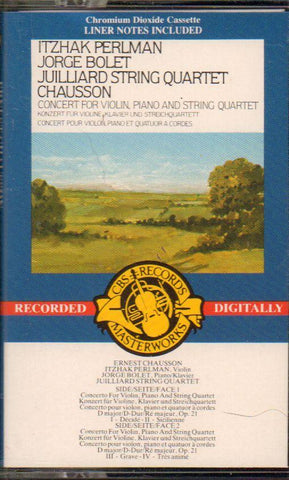 Chromium Dioxide Cassette
LINER NOTES INCLUDED
ITZHAK PERLMAN
JORGE BOLET
JUILLIARD STRING QUARTET
CHAUSSON
CONCERT FOR VIOLIN, PIANO AND STRING QUARTET
KONZERT FÜR VIOLINE, KLAVIER UND STREICHQUARTETT
CONCERT POUR VIOLON, PIANO ET QUATUOR A CORDES
RECORDED
CBS RECORDS
MASTERWORKS
DIGITALLY
ERNEST CHAUSSON
ITZHAK PERLMAN, Violin
JORGE BOLET, Piano/Klavier
JUILLIARD STRING QUARTET
SIDE/SEITE/FACE 1
Concerto For Violin, Piano And String Quartet
Konzert für Violine, Klavier und Streichquartett
Concerto pour violon, piano et quatuor à cordes
D major/D-Dur/Ré majeur, Op. 21
I - Décidé - II - Sicilienne
SIDE/SEITE/FACE 2
Concerto For Violin, Piano And String Quartet
Konzert für Violine, Klavier und Streichquartett
Concerto pour violon, piano et quatuor à cordes
D major/D-Dur/Ré majeur, Op. 21
III - Grave - IV - Très animé